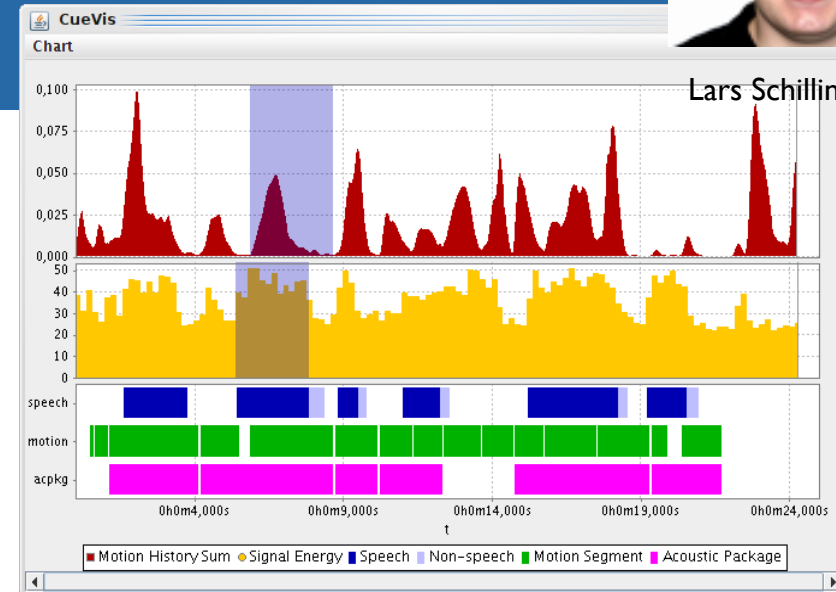 CueVis
Chart
Lars Schillin
0,100
0,075
0,050
0,025
0,000
50
40
30
20
10
0
speech
motion
acpkg
0h0m4,000s 0h0m9,000s 0h0m14,000s 0h0m19,000s 0h0m24,000s
t
Motion History Sum Signal Energy Speech Non-speech Motion Segment Acoustic Package